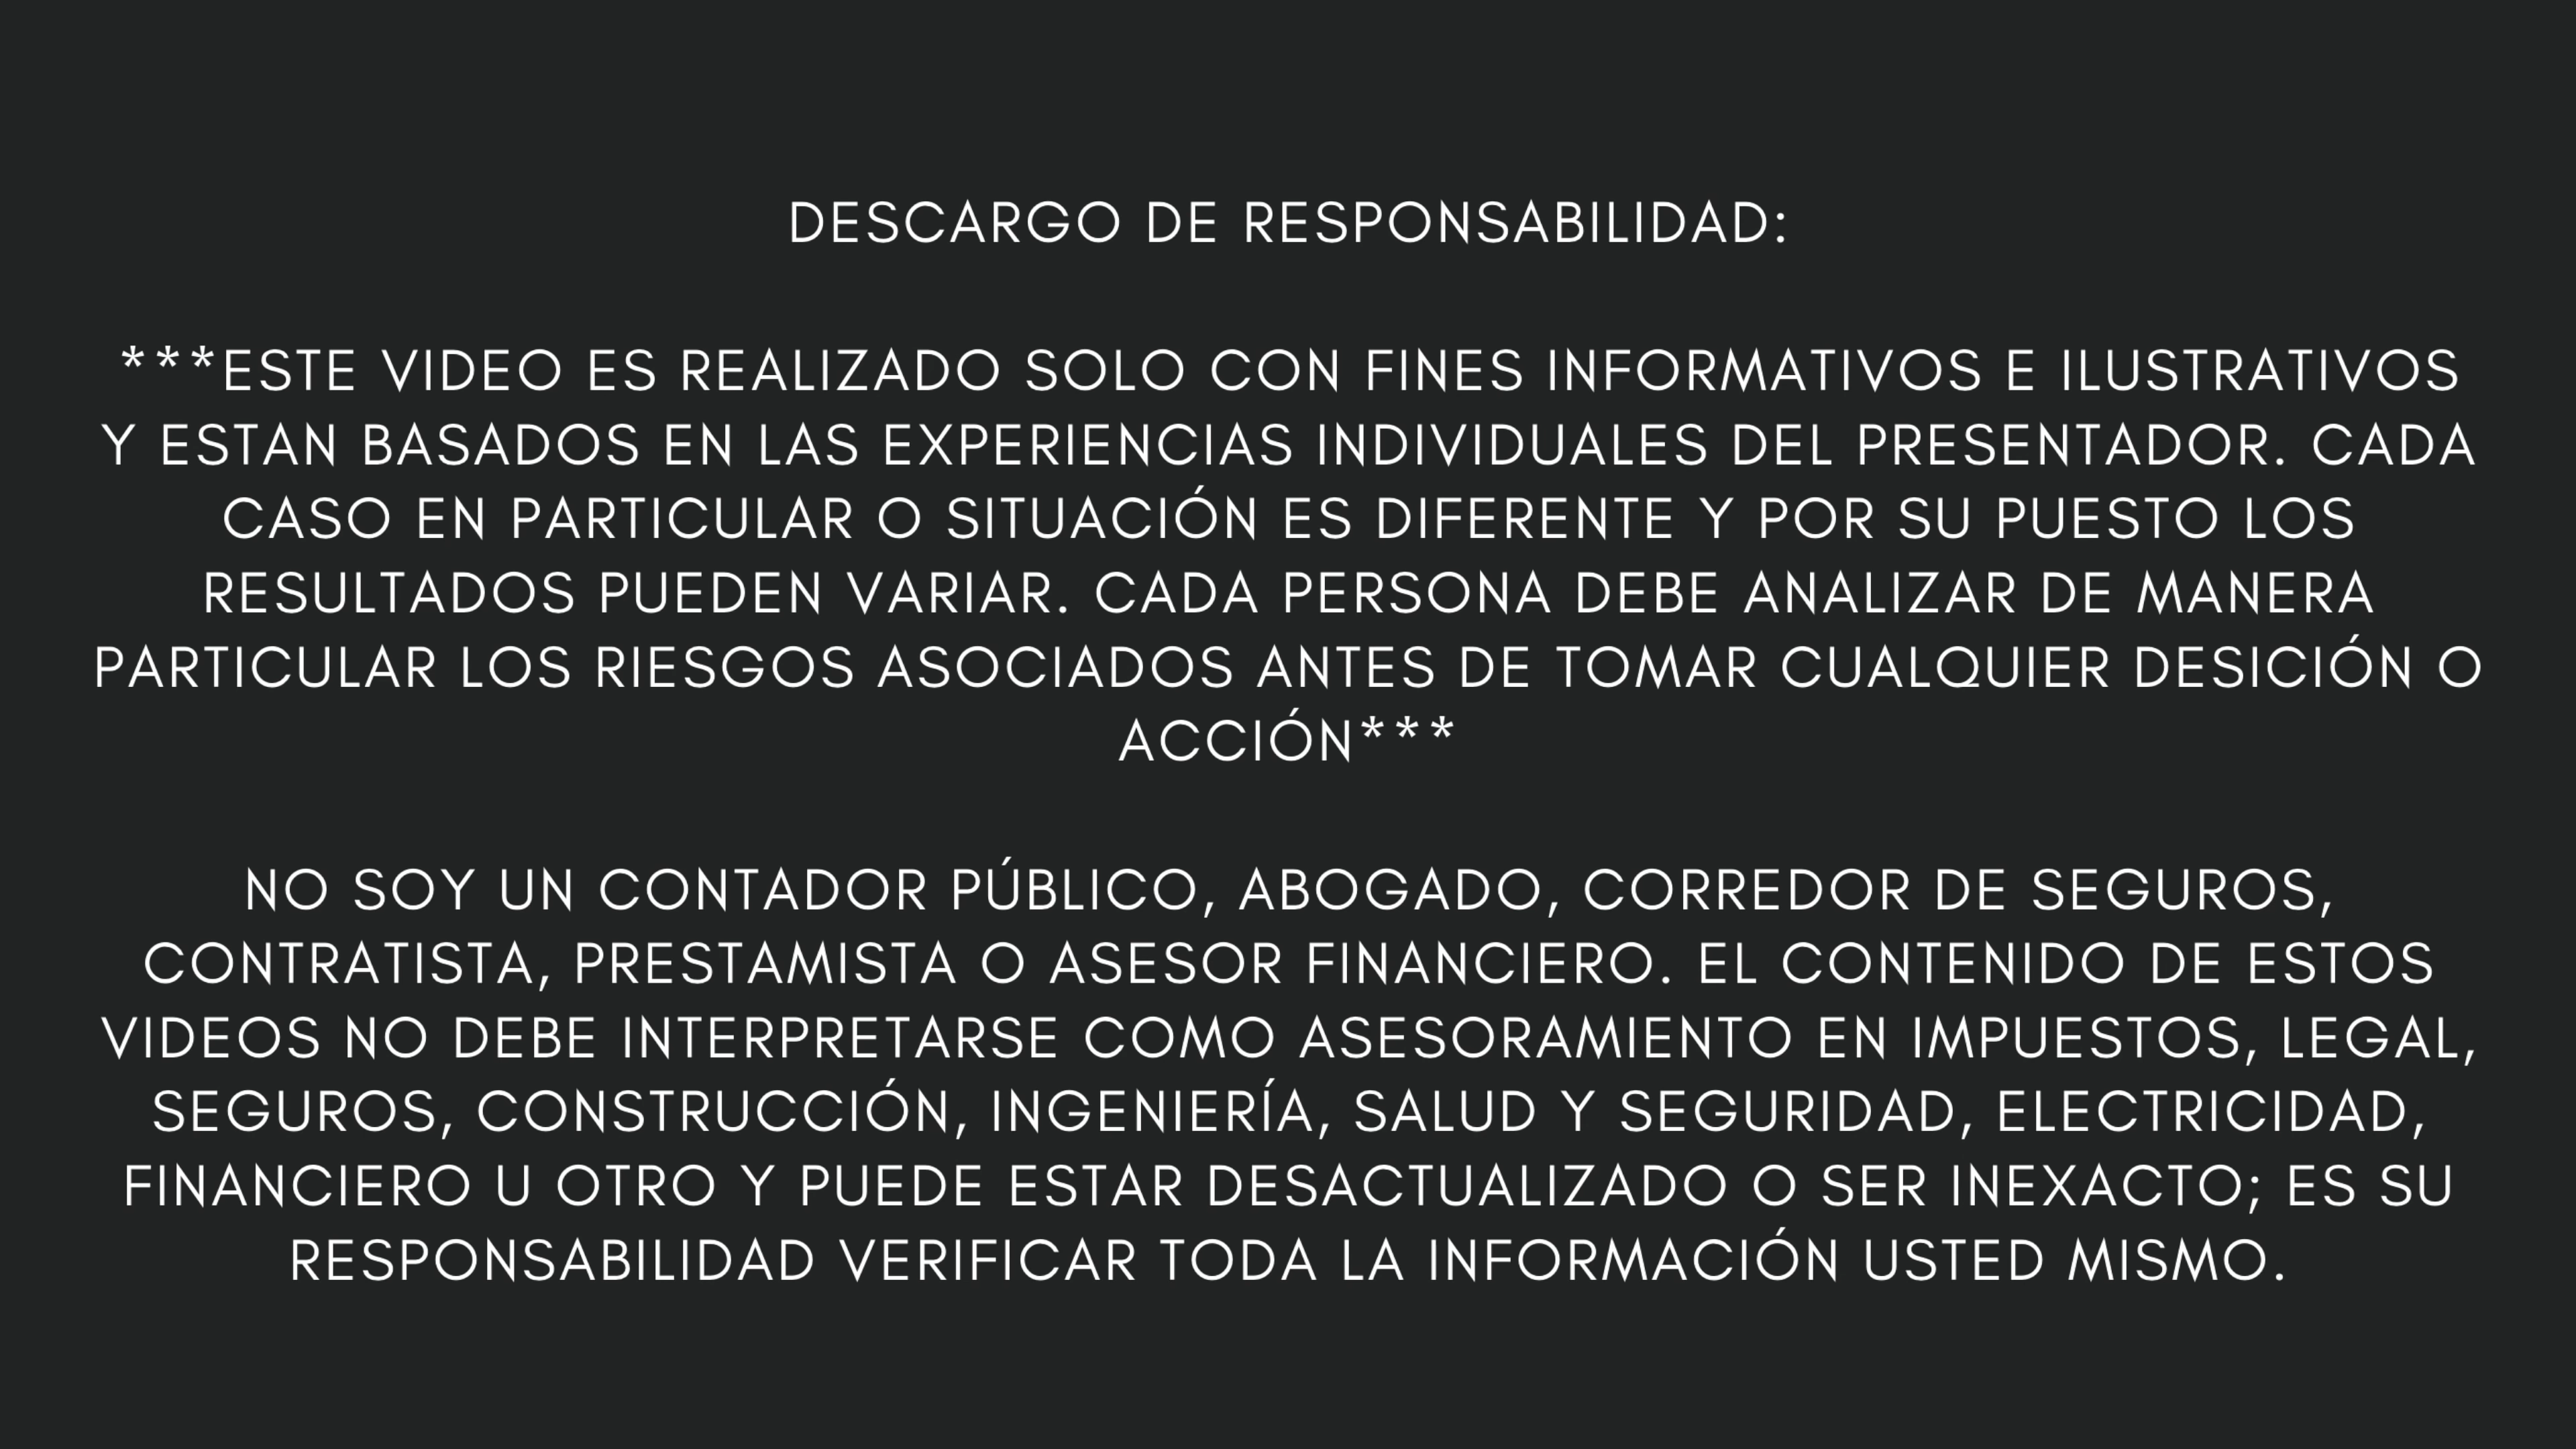 DESCARGO DE RESPONSABILIDAD:
***ESTE VIDEO ES REALIZADO SOLO CON FINES INFORMATIVOS E ILUSTRATIVOS
Y ESTAN BASADOS EN LAS EXPERIENCIAS INDIVIDUALES DEL PRESENTADOR. CADA
CASO EN PARTICULAR O SITUACIÓN ES DIFERENTE Y POR SU PUESTO LOS
RESULTADOS PUEDEN VARIAR. CADA PERSONA DEBE ANALIZAR DE MANERA
PARTICULAR LOS RIESGOS ASOCIADOS ANTES DE TOMAR CUALQUIER DESICIÓN O
ACCIÓN***
NO SOY UN CONTADOR PÚBLICO, ABOGADO, CORREDOR DE SEGUROS,
CONTRATISTA, PRESTAMISTA O ASESOR FINANCIERO. EL CONTENIDO DE ESTOS
VIDEOS NO DEBE INTERPRETARSE COMO ASESORAMIENTO EN IMPUESTOS, LEGAL,
SEGUROS, CONSTRUCCIÓN, INGENIERÍA, SALUD Y SEGURIDAD, ELECTRICIDAD,
FINANCIERO U OTRO Y PUEDE ESTAR DESACTUALIZADO O SER INEXACTO; ES SU
RESPONSABILIDAD VERIFICAR TODA LA INFORMACIÓN USTED MISMO.